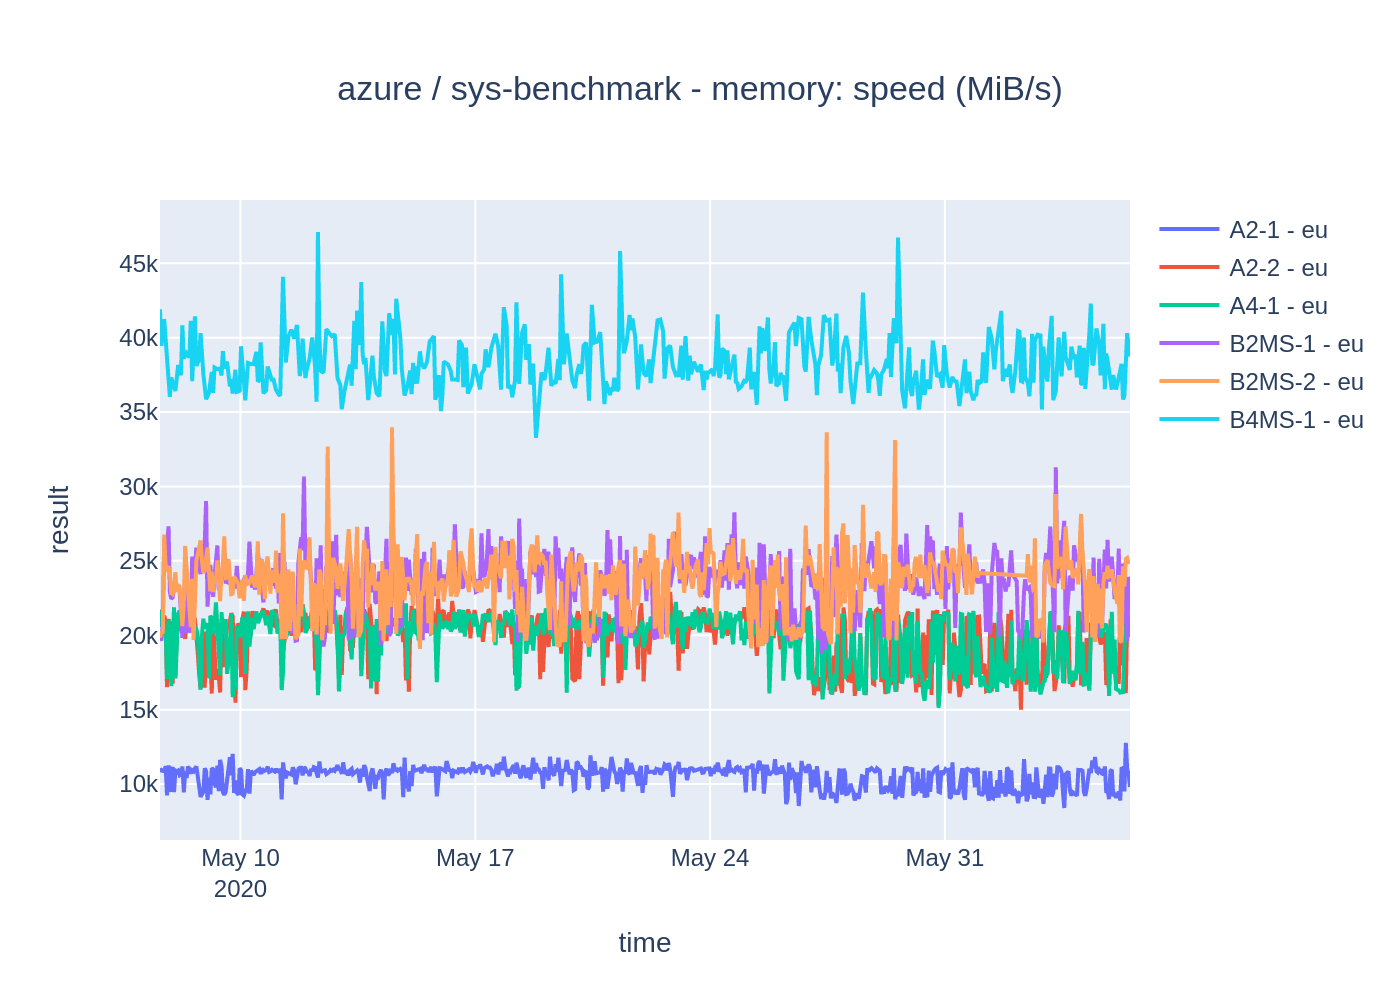 azure / sys-benchmark - memory: speed (MiB/s)
A2-1 - eu
A2-2 - eu
A4-1 - eu
B2MS-1 - eu
B2MS-2 - eu
B4MS-1 - eu
45k
40k
35k
30k
25k
20k
15k
10k
result
May 10
2020
May 17
May 24
May 31
time